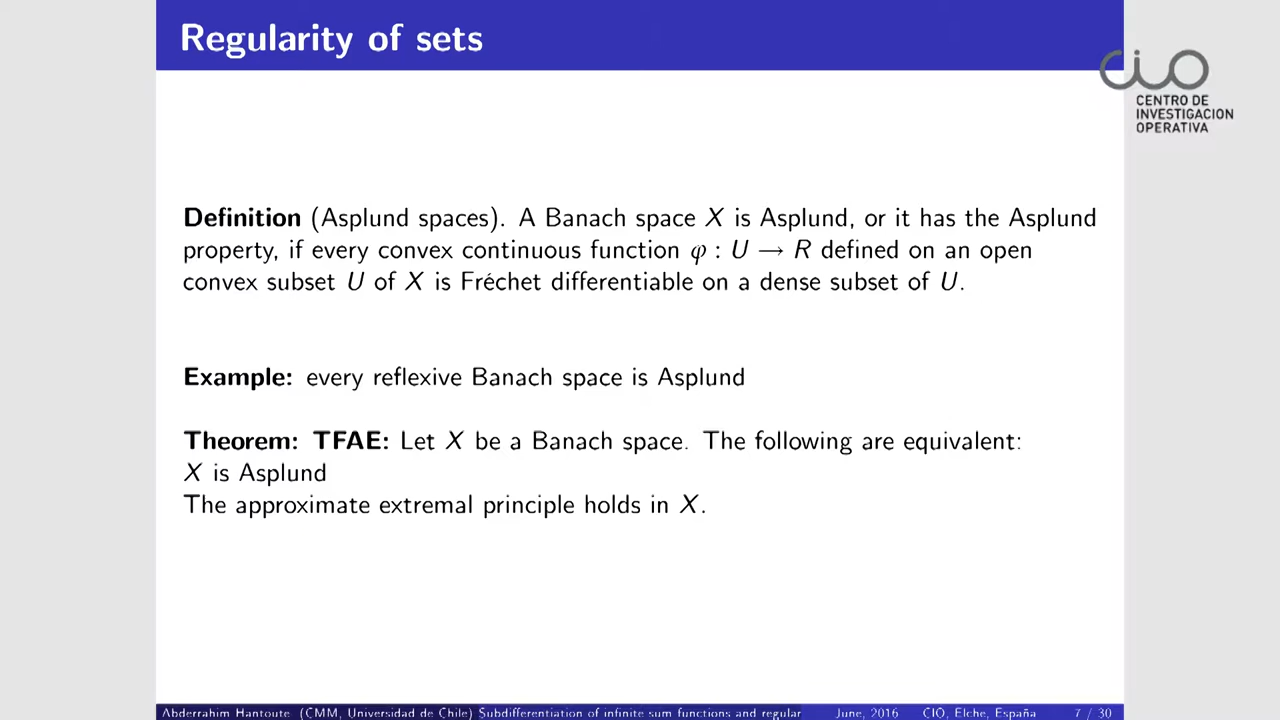 Regularity of sets
CIO
CENTRO DE
INVESTIGACION
OPERATIVA
Definition (Asplund spaces). A Banach space X is Asplund, or it has the Asplund
property, if every convex continuous function φ : U → R defined on an open
convex subset U of X is Fréchet differentiable on a dense subset of U.
Example: every reflexive Banach space is Asplund
Theorem: TFAE: Let X be a Banach space. The following are equivalent:
X is Asplund
The approximate extremal principle holds in X.
Abderrahim Hantoute (CMM, Universidad de Chile) Subdifferentiation of infinite sum functions and regular June, 2016 CIO, Elche, España 7 / 30